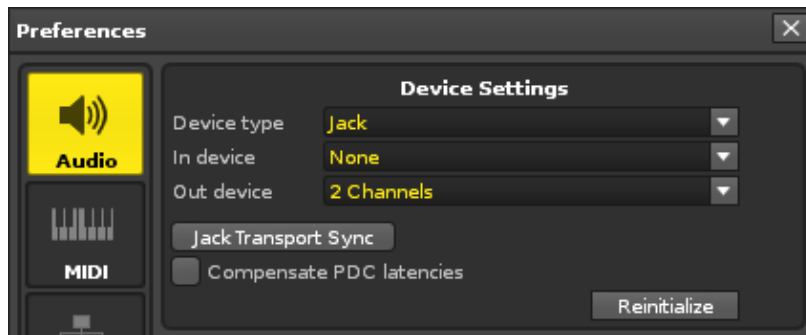 Preferences
Device Settings
Device type Jack
Audio
In device None
Out device 2 Channels
Jack Transport Sync
MIDI
Compensate PDC latencies
Reinitialize